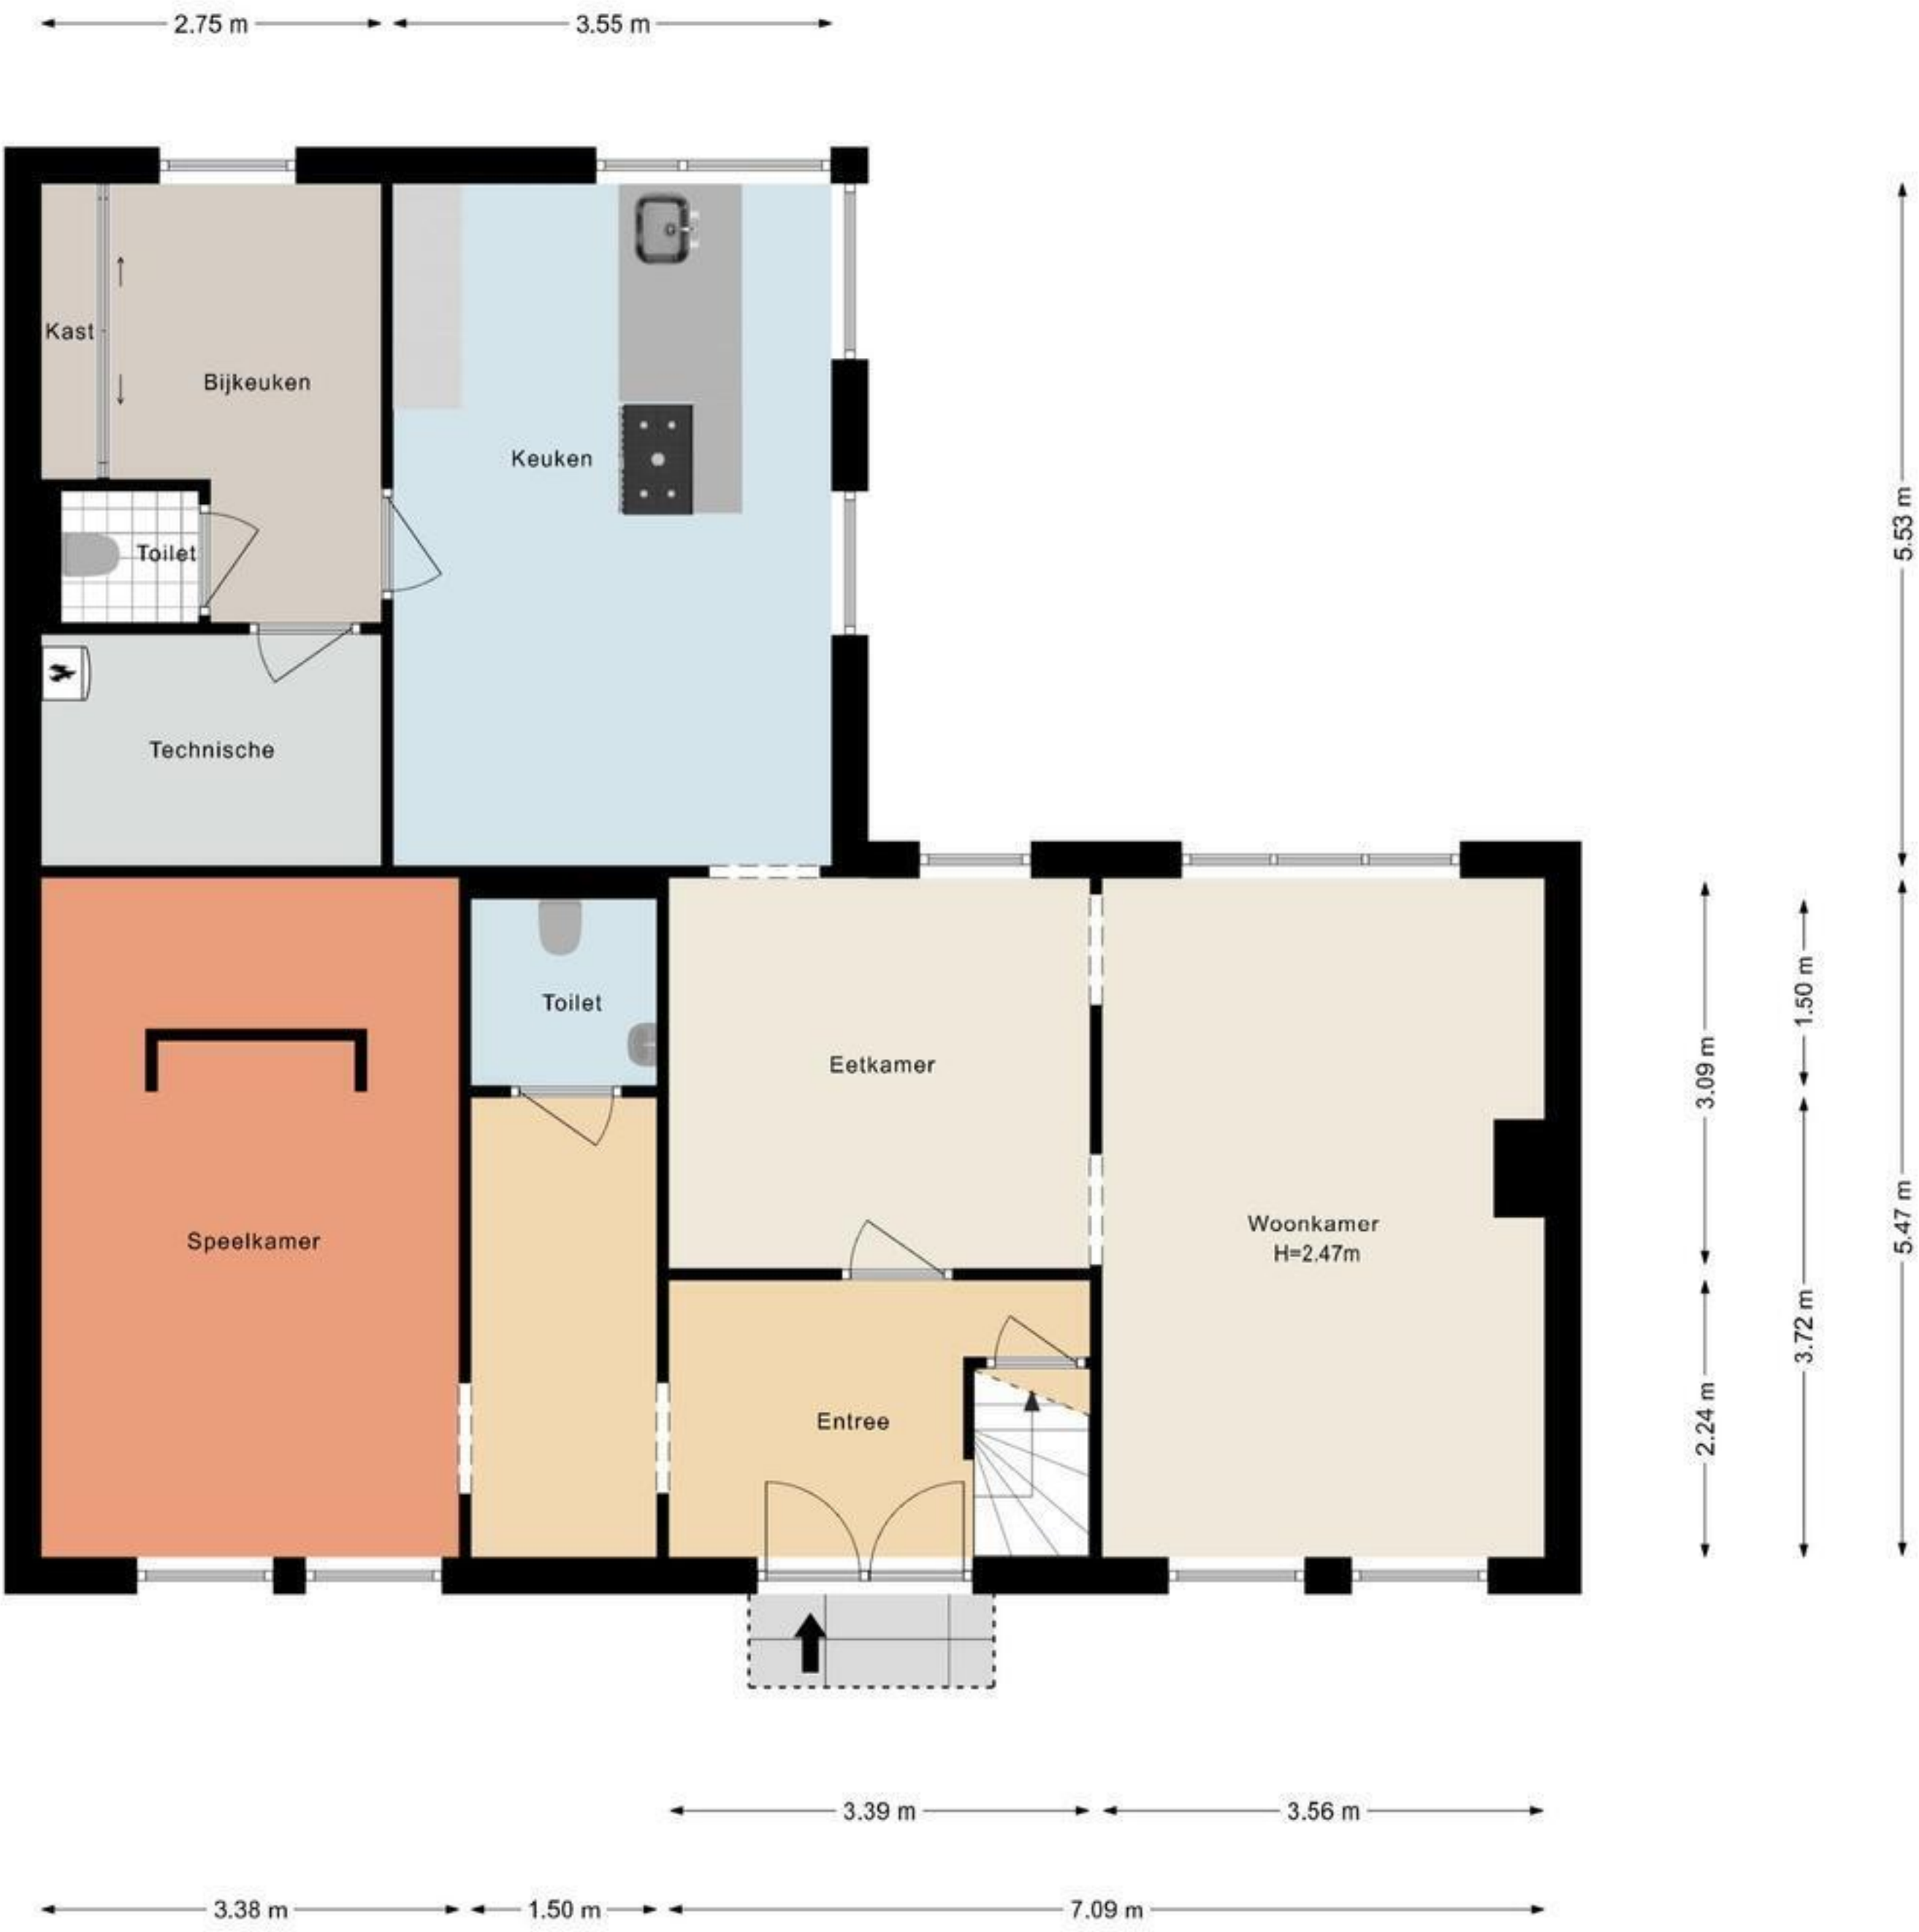 2.75 m
3.55 m
Kast
Bijkeuken
Keuken
5.53 m
Toilet
Technische
Toilet
Eetkamer
1.50 m
3.09 m
Speelkamer
Woonkamer
H=2.47m
5.47 m
3.72 m
Entree
2.24 m
3.39 m
3.56 m
3.38 m
1.50 m
7.09 m